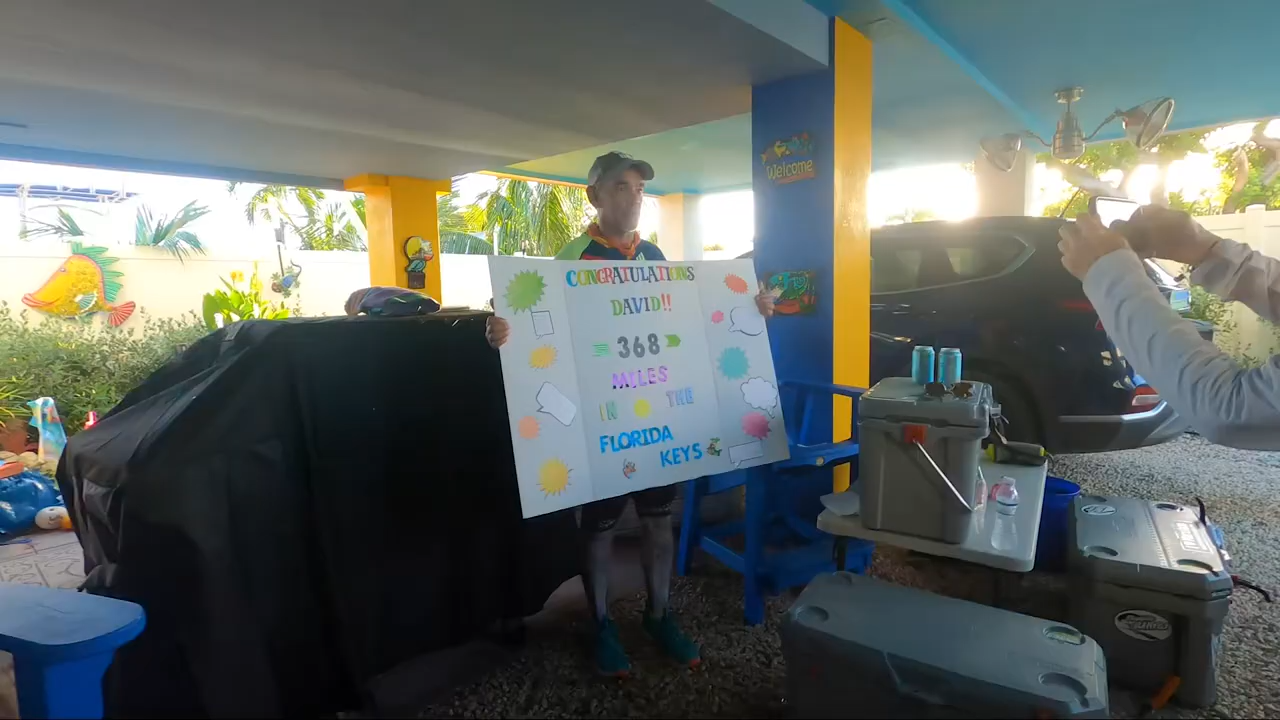 Welcome
CONGRATULATIONS
DAVID!!
368
MILES
IN THE
FLORIDA
KEYS